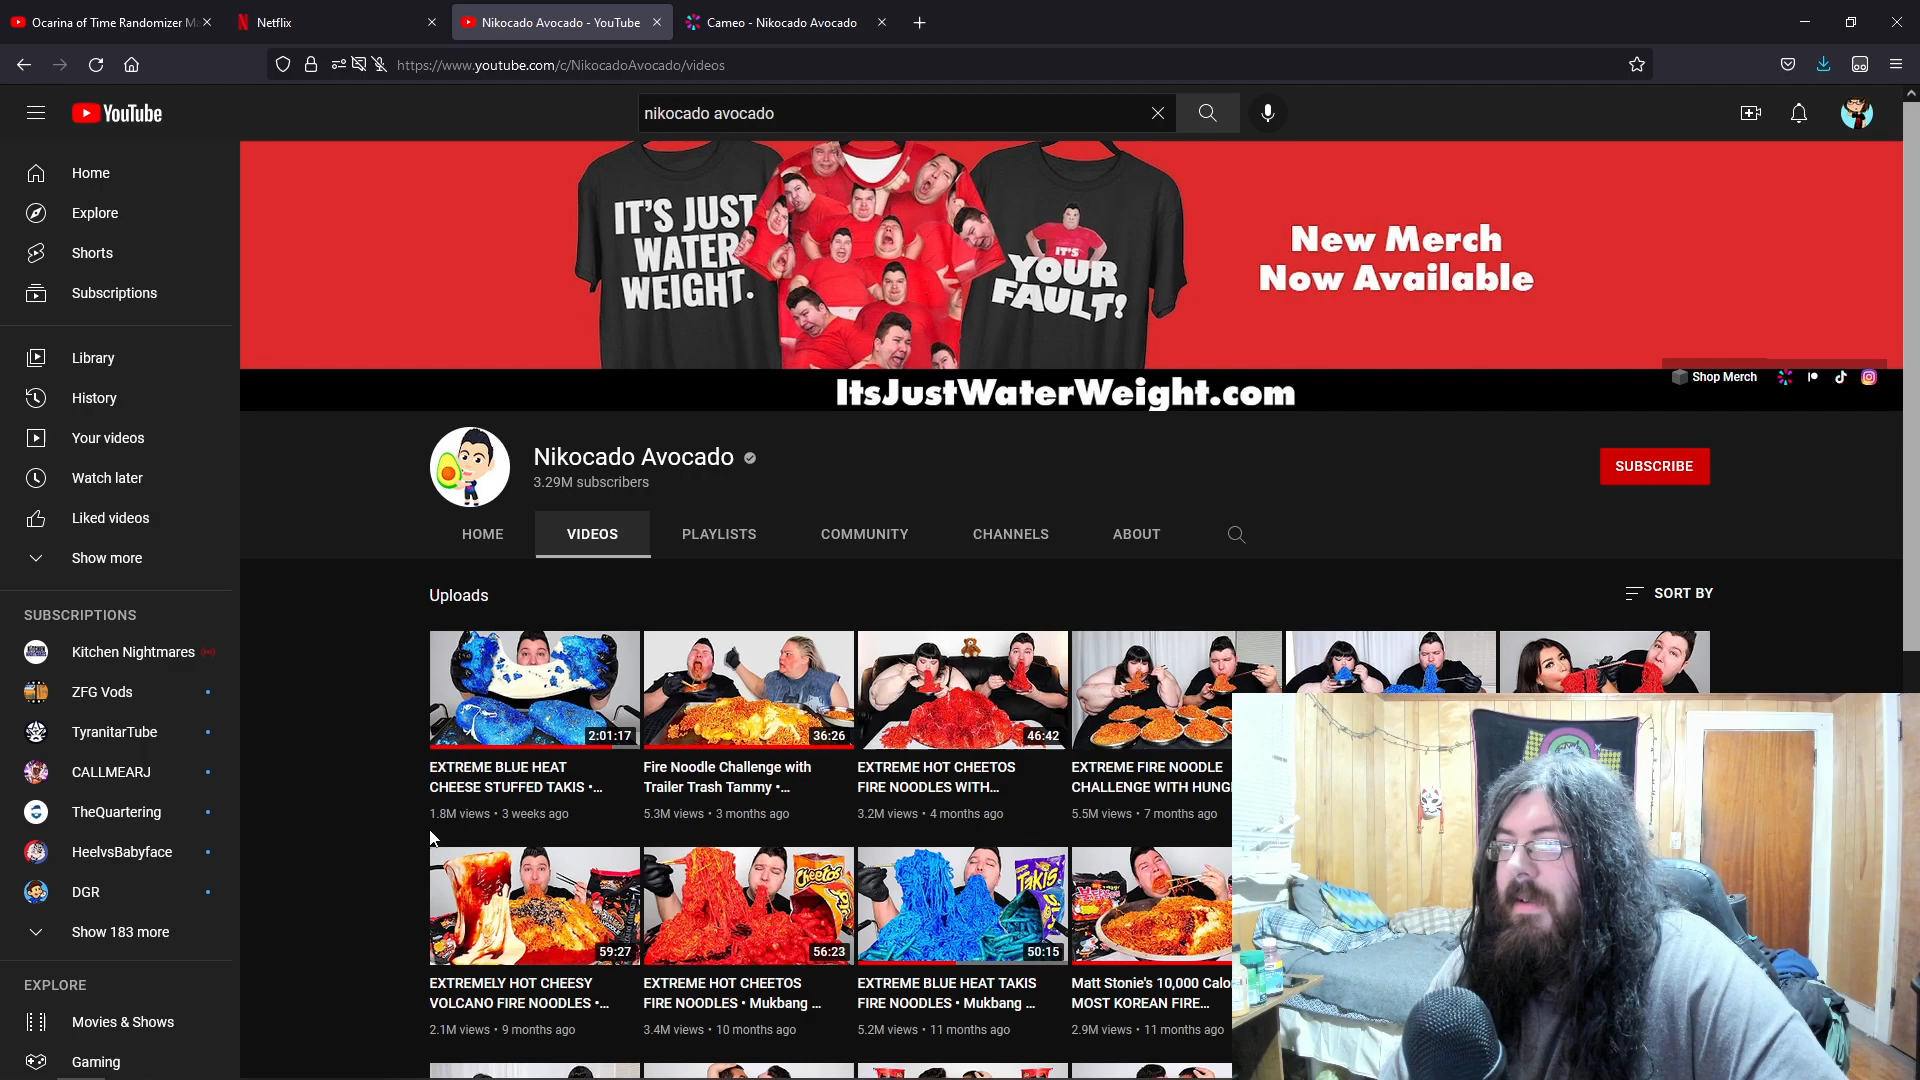 Ocarina of Time Randomizer M
Netflix
Nikocado Avocado - YouTube
Cameo - Nikocado Avocado
https://www.youtube.com/c/NikocadoAvocado/videos
YouTube
nikocado avocado
Home
Explore
Shorts
Subscriptions
Library
History
Your videos
Watch later
Liked videos
Show more
SUBSCRIPTIONS
Kitchen Nightmares
ZFG Vods
TyranitarTube
CALLMEARJ
TheQuartering
HeelvsBabyface
DGR
Show 183 more
EXPLORE
Movies & Shows
Gaming
IT'S JUST
WATER
WEIGHT.
IT'S
YOUR
FAULT!
New Merch
Now Available
ItsJustWaterWeight.com
Shop Merch
Nikocado Avocado
3.29M subscribers
SUBSCRIBE
HOME
VIDEOS
PLAYLISTS
COMMUNITY
CHANNELS
ABOUT
Uploads
SORT BY
2:01:17
36:26
46:42
EXTREME BLUE HEAT
CHEESE STUFFED TAKIS •...
1.8M views • 3 weeks ago
Fire Noodle Challenge with
Trailer Trash Tammy •...
5.3M views • 3 months ago
EXTREME HOT CHEETOS
FIRE NOODLES WITH...
3.2M views • 4 months ago
EXTREME FIRE NOODLE
CHALLENGE WITH HUNG
5.5M views • 7 months ago
Cheetos
TAKIS
59:27
56:23
50:15
EXTREMELY HOT CHEESY
VOLCANO FIRE NOODLES •...
2.1M views • 9 months ago
EXTREME HOT CHEETOS
FIRE NOODLES • Mukbang ...
3.4M views • 10 months ago
EXTREME BLUE HEAT TAKIS
FIRE NOODLES • Mukbang ...
5.2M views • 11 months ago
Matt Stonie's 10,000 Calo
MOST KOREAN FIRE...
2.9M views • 11 months ago